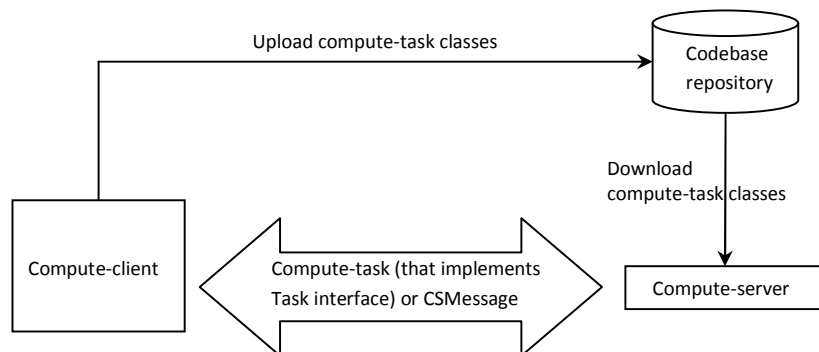 Upload compute-task classes
Codebase
repository
Download
compute-task classes
Compute-client
Compute-task (that implements
Task interface) or CSMessage
Compute-server